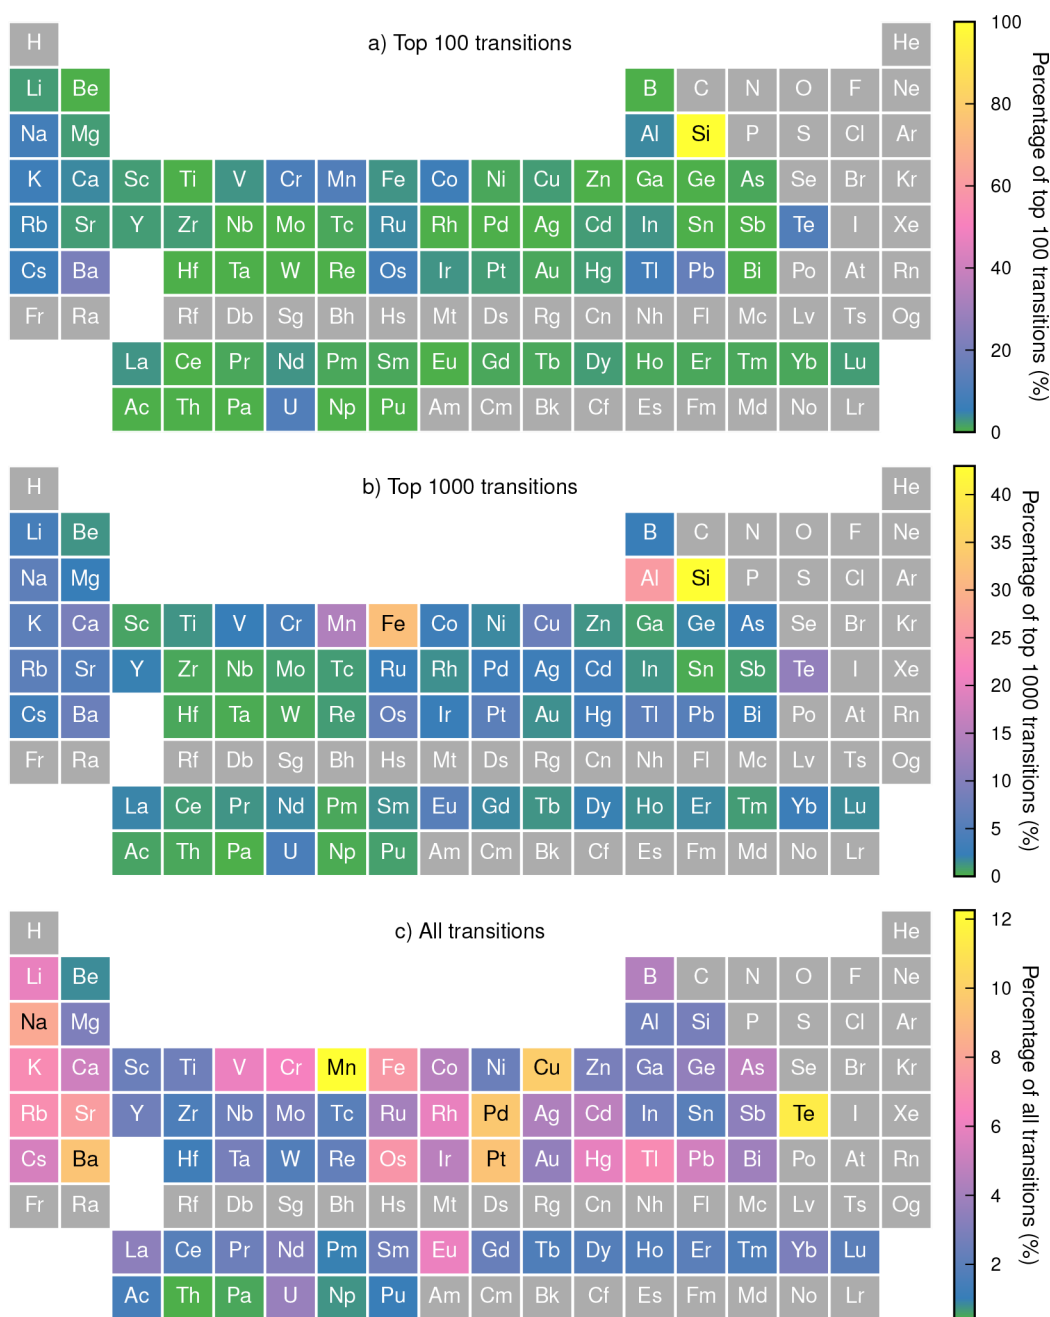 a) Top 100 transitions
H He
Li Be B C N O F Ne
Na Mg Al Si P S Cl Ar
K Ca Sc Ti V Cr Mn Fe Co Ni Cu Zn Ga Ge As Se Br Kr
Rb Sr Y Zr Nb Mo Tc Ru Rh Pd Ag Cd In Sn Sb Te I Xe
Cs Ba Hf Ta W Re Os Ir Pt Au Hg Tl Pb Bi Po At Rn
Fr Ra Rf Db Sg Bh Hs Mt Ds Rg Cn Nh Fl Mc Lv Ts Og
La Ce Pr Nd Pm Sm Eu Gd Tb Dy Ho Er Tm Yb Lu
Ac Th Pa U Np Pu Am Cm Bk Cf Es Fm Md No Lr
100
80
60
40
20
0
Percentage of top 100 transitions (%)
b) Top 1000 transitions
H He
Li Be B C N O F Ne
Na Mg Al Si P S Cl Ar
K Ca Sc Ti V Cr Mn Fe Co Ni Cu Zn Ga Ge As Se Br Kr
Rb Sr Y Zr Nb Mo Tc Ru Rh Pd Ag Cd In Sn Sb Te I Xe
Cs Ba Hf Ta W Re Os Ir Pt Au Hg Tl Pb Bi Po At Rn
Fr Ra Rf Db Sg Bh Hs Mt Ds Rg Cn Nh Fl Mc Lv Ts Og
La Ce Pr Nd Pm Sm Eu Gd Tb Dy Ho Er Tm Yb Lu
Ac Th Pa U Np Pu Am Cm Bk Cf Es Fm Md No Lr
40
35
30
25
20
15
10
5
0
Percentage of top 1000 transitions (%)
c) All transitions
H He
Li Be B C N O F Ne
Na Mg Al Si P S Cl Ar
K Ca Sc Ti V Cr Mn Fe Co Ni Cu Zn Ga Ge As Se Br Kr
Rb Sr Y Zr Nb Mo Tc Ru Rh Pd Ag Cd In Sn Sb Te I Xe
Cs Ba Hf Ta W Re Os Ir Pt Au Hg Tl Pb Bi Po At Rn
Fr Ra Rf Db Sg Bh Hs Mt Ds Rg Cn Nh Fl Mc Lv Ts Og
La Ce Pr Nd Pm Sm Eu Gd Tb Dy Ho Er Tm Yb Lu
Ac Th Pa U Np Pu Am Cm Bk Cf Es Fm Md No Lr
12
10
8
6
4
2
Percentage of all transitions (%)